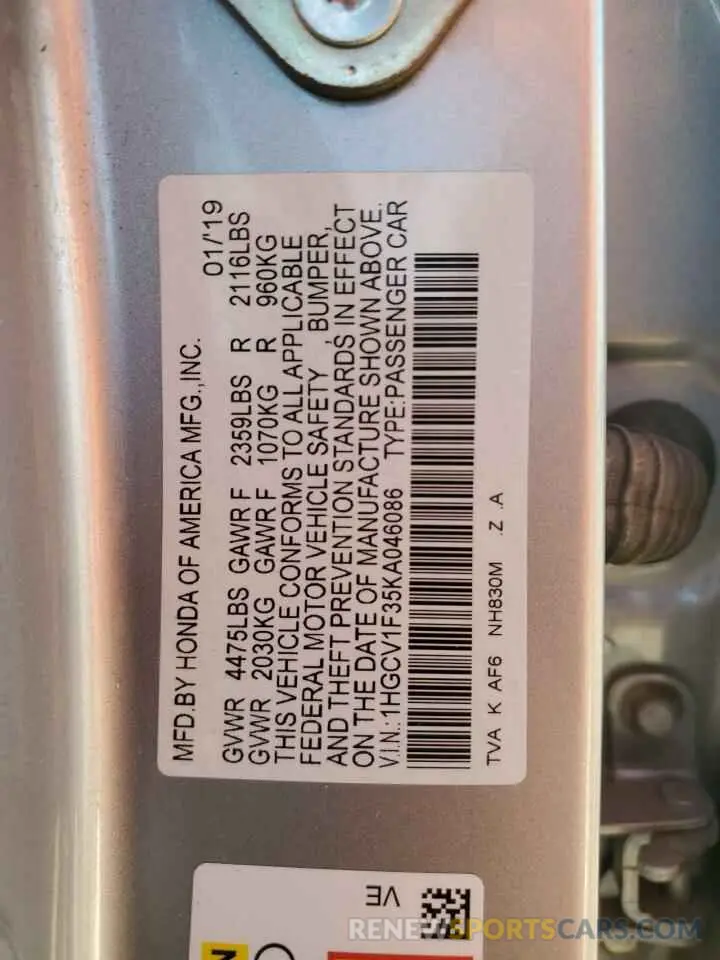 MFD.BY HONDA OF AMERICA MFG.,INC. 01/'19
GVWR 4475LBS GAWR F 2359LBS R 2116LBS
GVWR 2030KG GAWR F 1070KG R 960KG
THIS VEHICLE CONFORMS TO ALL APPLICABLE
FEDERAL MOTOR VEHICLE SAFETY , BUMPER,
AND THEFT PREVENTION STANDARDS IN EFFECT
ON THE DATE OF MANUFACTURE SHOWN ABOVE.
V.I.N.:1HGCV1F35KA046086 TYPE:PASSENGER CAR
TVA K AF6 NH830M .Z .A
VE
N
RENEWSPORTSCARS.COM